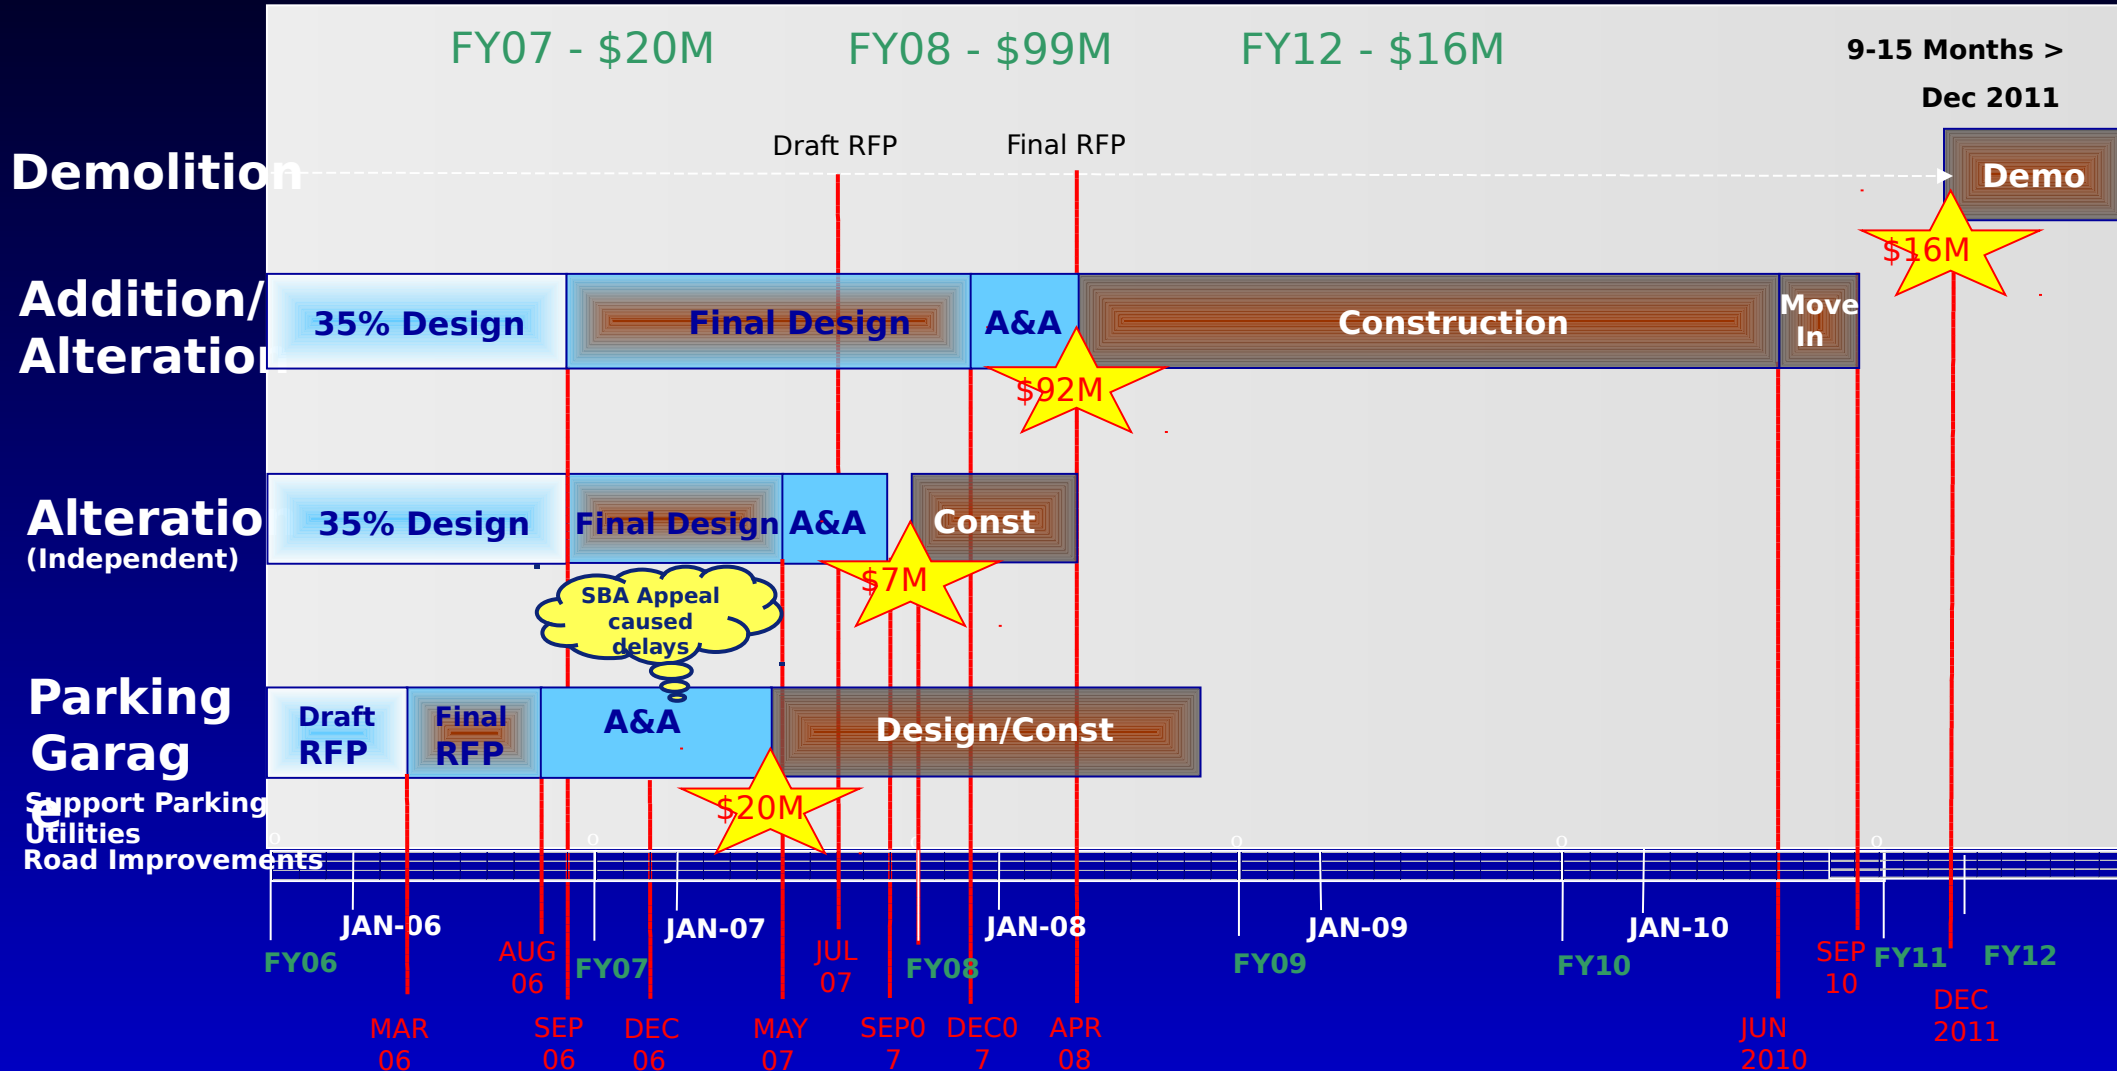 FY07 - $20M
FY08 - $99M
FY12 - $16M
9-15 Months >
Dec 2011
Draft RFP
Final RFP
Demolition
Demo
$16M
Addition/
Alteration
35% Design
Final Design
A&A
Construction
Move
In
$92M
Alteratio
(Independent)
35% Design
Final Design
A&A
Const
$7M
SBA Appeal
caused
delays
Parking
Garag
e
Draft
RFP
Final
RFP
A&A
Design/Const
$20M
Support Parking
Utilities
Road Improvements
o
o
o
o
o
JAN-06
JAN-07
JAN-08
JAN-09
JAN-10
FY06
FY07
FY08
FY09
FY10
FY11
FY12
AUG
06
JUL
07
SEP
10
MAR
06
SEP
06
DEC
06
MAY
07
SEP0
7
DEC0
7
APR
08
JUN
2010
DEC
2011